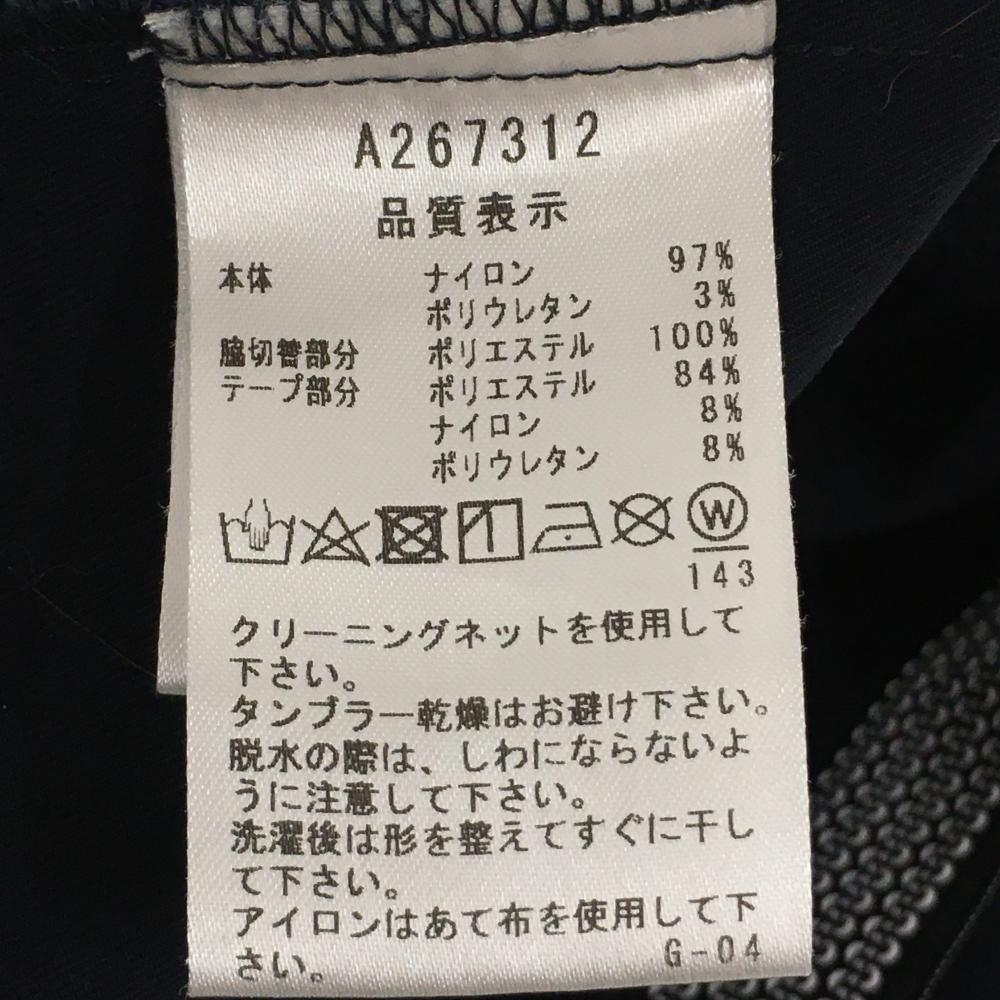 A267312
品質表示
本体 ナイロン 97%
ポリウレタン 3%
脇切替部分 ポリエステル 100%
テープ部分 ポリエステル 84%
ナイロン 8%
ポリウレタン 8%
W
143
クリーニングネットを使用して
下さい。
タンブラー乾燥はお避け下さい。
脱水の際は、しわにならないよ
うに注意して下さい。
洗濯後は形を整えてすぐに干し
て下さい。
アイロンはあて布を使用して下
さい。 G-04